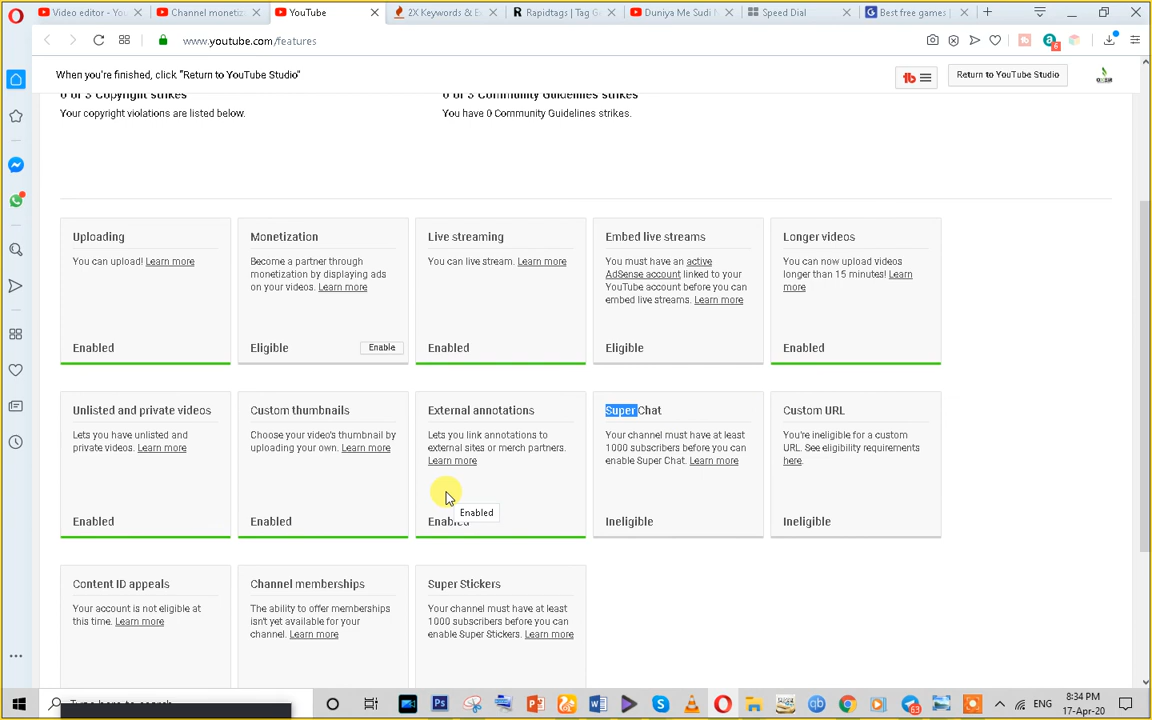 Video editor - You
Channel moneti
YouTube
2X Keywords & E
Rapidtags | Tag G
Duniya Me Sudi
Speed Dial
Best free games
www.youtube.com/features
6
When you're finished, click "Return to YouTube Studio"
tb
Return to YouTube Studio
0 of 3 Copyright strikes
0 of 3 Community Guidelines strikes
Your copyright violations are listed below.
You have 0 Community Guidelines strikes.
Uploading
You can upload! Learn more
Enabled
Monetization
Become a partner through
monetization by displaying ads
on your videos. Learn more
Eligible
Enable
Live streaming
You can live stream. Learn more
Enabled
Embed live streams
You must have an active
AdSense account linked to your
YouTube account before you can
embed live streams. Learn more
Eligible
Longer videos
You can now upload videos
longer than 15 minutes! Learn
more
Enabled
Unlisted and private videos
Lets you have unlisted and
private videos. Learn more
Enabled
Custom thumbnails
Choose your video's thumbnail by
uploading your own. Learn more
Enabled
External annotations
Lets you link annotations to
external sites or merch partners.
Learn more
Enabled
Enabled
Super Chat
Your channel must have at least
1000 subscribers before you can
enable Super Chat. Learn more
Ineligible
Custom URL
You're ineligible for a custom
URL. See eligibility requirements
here.
Ineligible
Content ID appeals
Your account is not eligible at
this time. Learn more
Channel memberships
The ability to offer memberships
isn't yet available for your
channel. Learn more
Super Stickers
Your channel must have at least
1000 subscribers before you can
enable Super Stickers. Learn more
Type here to search
ENG
8:34 PM
17-Apr-20